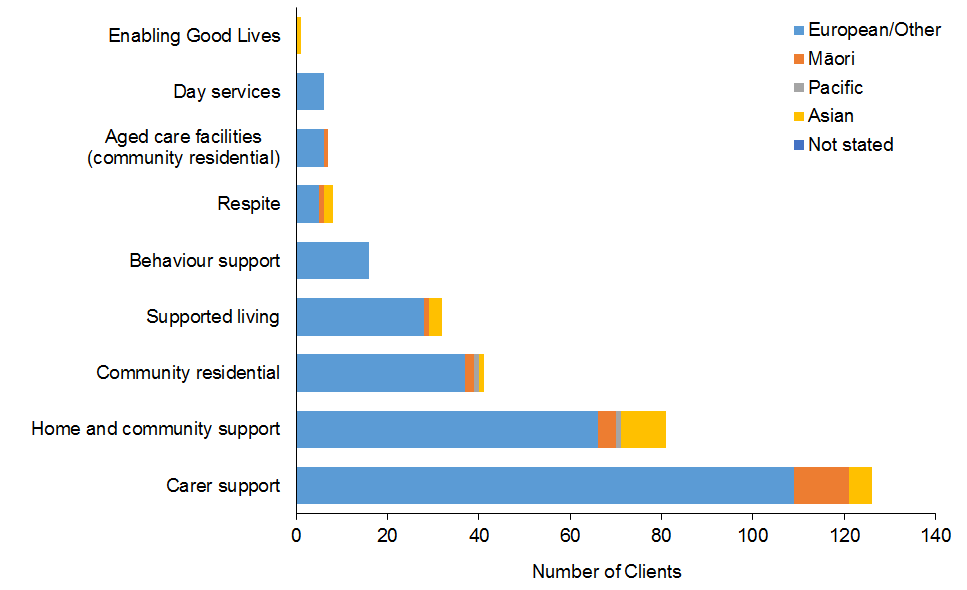 Enabling Good Lives
Day services
Aged care facilities
(community residential)
Respite
Behaviour support
Supported living
Community residential
Home and community support
Carer support
European/Other
Māori
Pacific
Asian
Not stated
0 20 40 60 80 100 120 140
Number of Clients